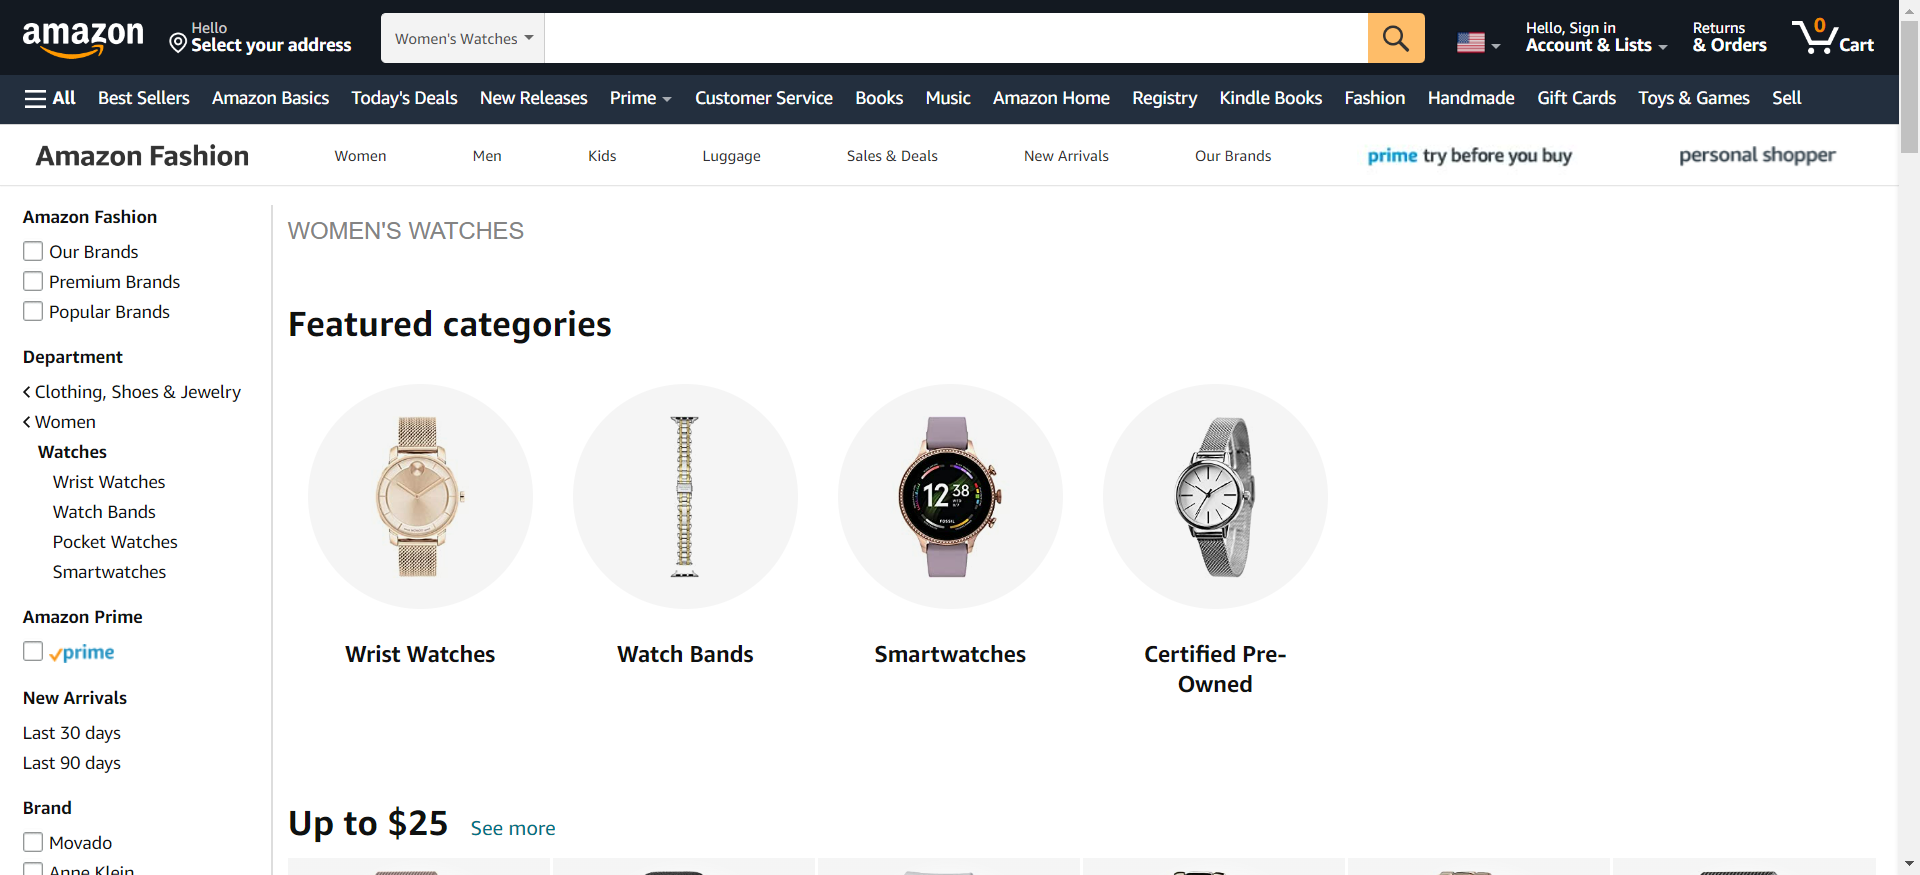 amazon
Hello
Select your address
Women's Watches
Hello, Sign in
Account & Lists
Returns
& Orders
0
Cart
All
Best Sellers
Amazon Basics
Today's Deals
New Releases
Prime
Customer Service
Books
Music
Amazon Home
Registry
Kindle Books
Fashion
Handmade
Gift Cards
Toys & Games
Sell
Amazon Fashion
Women
Men
Kids
Luggage
Sales & Deals
New Arrivals
Our Brands
prime try before you buy
personal shopper
Amazon Fashion
Our Brands
Premium Brands
Popular Brands
Department
Clothing, Shoes & Jewelry
Women
Watches
Wrist Watches
Watch Bands
Pocket Watches
Smartwatches
Amazon Prime
prime
New Arrivals
Last 30 days
Last 90 days
Brand
Movado
Anne Klein
WOMEN'S WATCHES
Featured categories
12 38
FOSSIL
Wrist Watches
Watch Bands
Smartwatches
Certified Pre-
Owned
Up to $25
See more